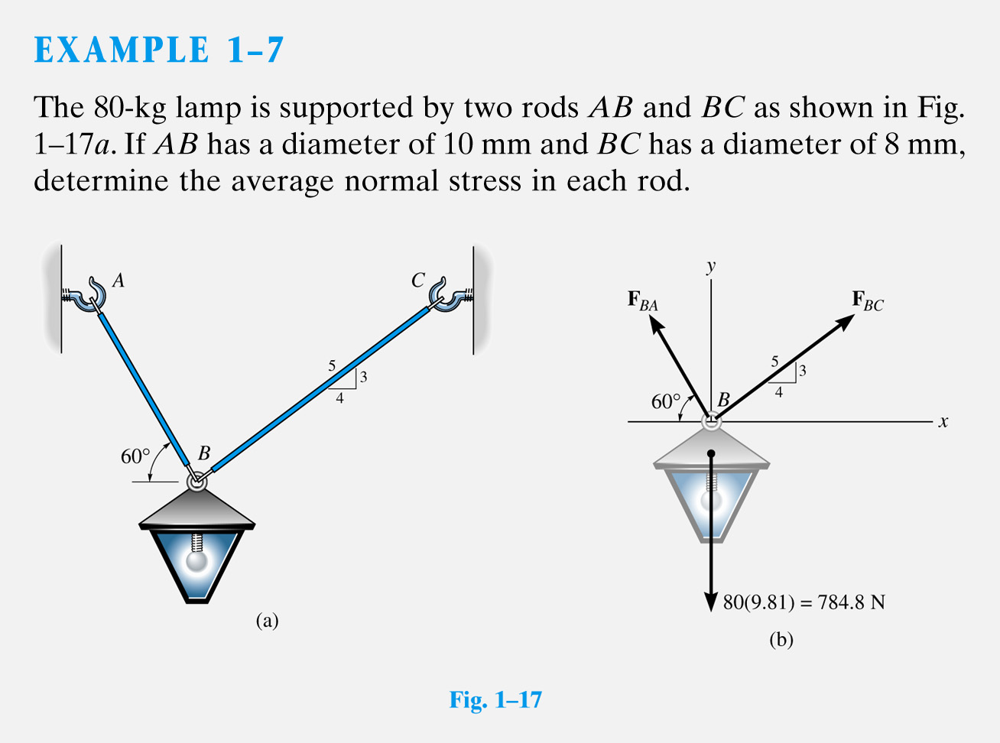 EXAMPLE 1–7
The 80-kg lamp is supported by two rods AB and BC as shown in Fig.
1–17a. If AB has a diameter of 10 mm and BC has a diameter of 8 mm,
determine the average normal stress in each rod.
A
C
5
3
4
60°
B
(a)
y
F_BA
F_BC
5
3
4
60°
B
x
80(9.81) = 784.8 N
(b)
Fig. 1–17